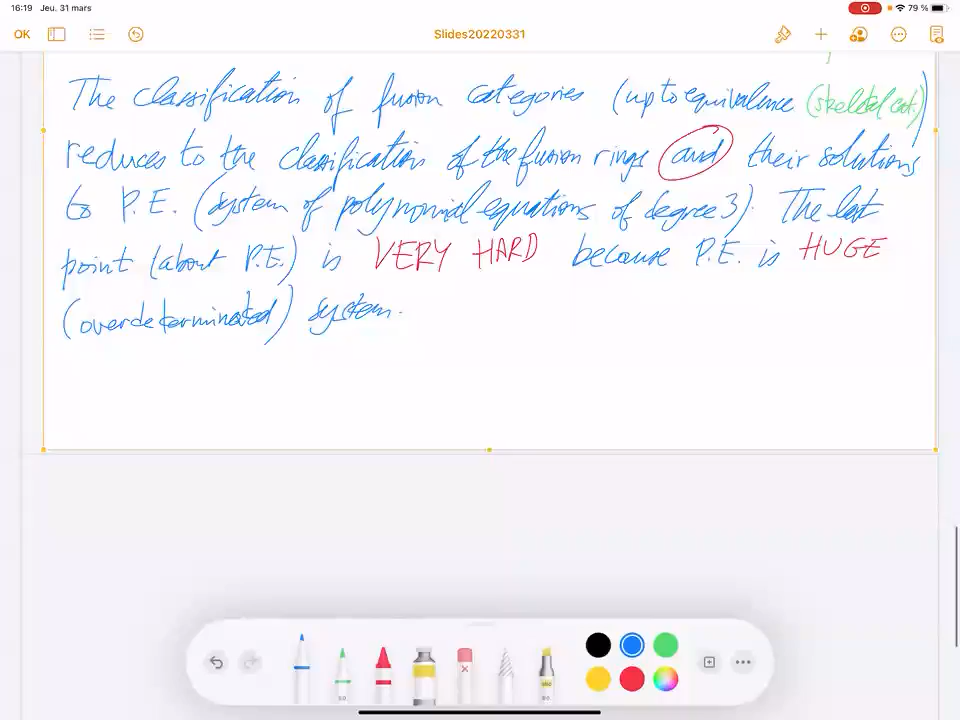 16:19 Jeu. 31 mars
79 %
OK
Slides20220331
The classification of fusion categories (up to equivalence (skeletal cat.))
reduces to the classification of the fusion rings and their solutions
to P.E. (system of polynomial equations of degree 3). The last
point (about P.E.) is VERY HARD because P.E. is HUGE
(overdeterminated) system.